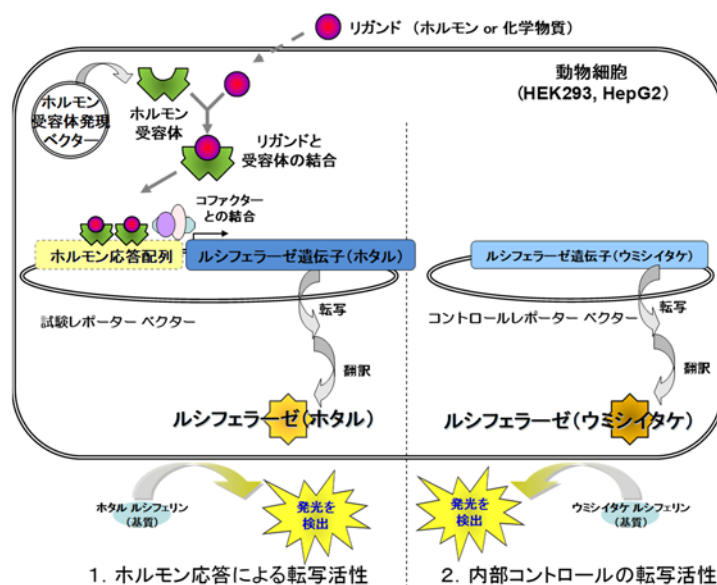 リガンド （ホルモン or 化学物質）
動物細胞
(HEK293, HepG2)
ホルモン
受容体発現
ベクター
ホルモン
受容体
リガンドと
受容体の結合
コファクター
との結合
ホルモン応答配列
ルシフェラーゼ遺伝子(ホタル)
ルシフェラーゼ遺伝子(ウミシイタケ)
試験レポーター ベクター
転写
コントロールレポーター ベクター
転写
翻訳
翻訳
ルシフェラーゼ(ホタル)
ルシフェラーゼ(ウミシイタケ)
ホタル ルシフェリン
(基質)
発光を
検出
発光を
検出
ウミシイタケ ルシフェリン
(基質)
1．ホルモン応答による転写活性
2．内部コントロールの転写活性